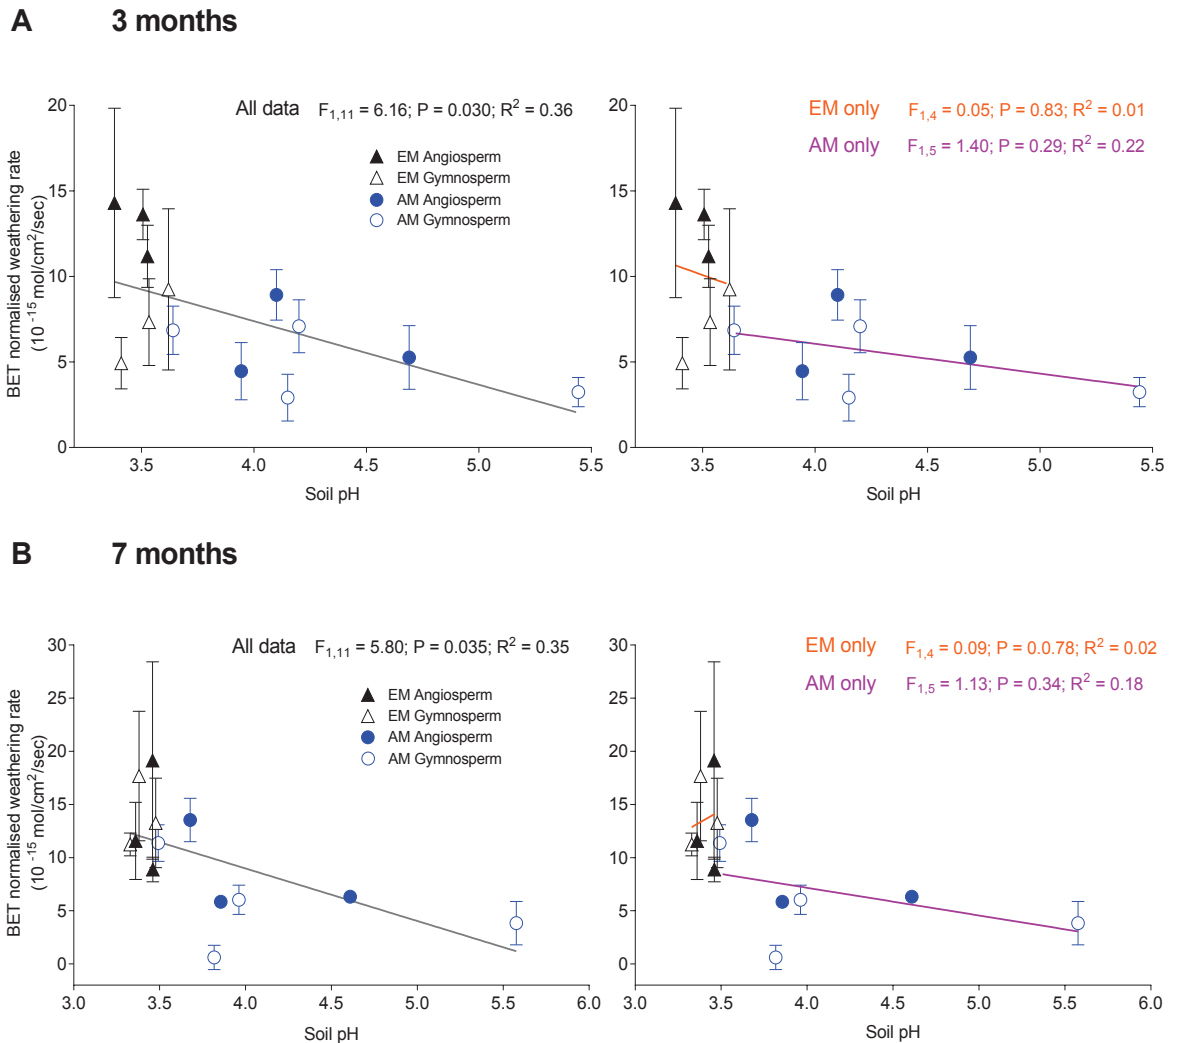 A 3 months
All data F1,11 = 6.16; P = 0.030; R2 = 0.36
EM Angiosperm
EM Gymnosperm
AM Angiosperm
AM Gymnosperm
BET normalised weathering rate
(10 -15 mol/cm2/sec)
20
15
10
5
0
3.5 4.0 4.5 5.0 5.5
Soil pH
EM only F1,4 = 0.05; P = 0.83; R2 = 0.01
AM only F1,5 = 1.40; P = 0.29; R2 = 0.22
20
15
10
5
0
3.5 4.0 4.5 5.0 5.5
Soil pH
B 7 months
All data F1,11 = 5.80; P = 0.035; R2 = 0.35
EM Angiosperm
EM Gymnosperm
AM Angiosperm
AM Gymnosperm
BET normalised weathering rate
(10 -15 mol/cm2/sec)
30
25
20
15
10
5
0
3.0 3.5 4.0 4.5 5.0 5.5 6.0
Soil pH
EM only F1,4 = 0.09; P = 0.0.78; R2 = 0.02
AM only F1,5 = 1.13; P = 0.34; R2 = 0.18
30
25
20
15
10
5
0
3.0 3.5 4.0 4.5 5.0 5.5 6.0
Soil pH